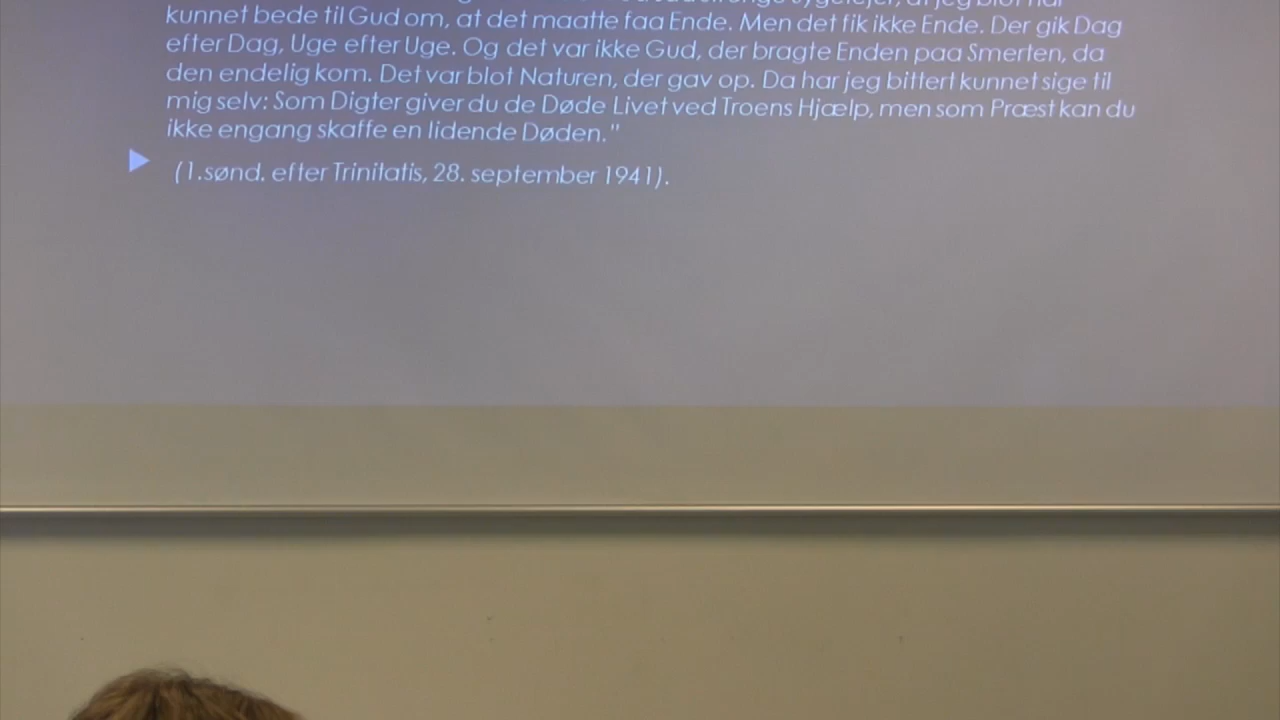 kunnet bede til Gud om, at det maatte faa Ende. Men det fik ikke Ende. Der gik Dag
efter Dag, Uge efter Uge. Og det var ikke Gud, der bragte Enden paa Smerten, da
den endelig kom. Det var blot Naturen, der gav op. Da har jeg bittert kunnet sige til
mig selv: Som Digter giver du de Døde Livet ved Troens Hjælp, men som Præst kan du
ikke engang skaffe en lidende Døden."
(1.sønd. efter Trinitatis, 28. september 1941).